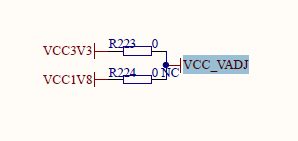 R223 0
VCC3V3
VCC_VADJ
R224 0 NC
VCC1V8